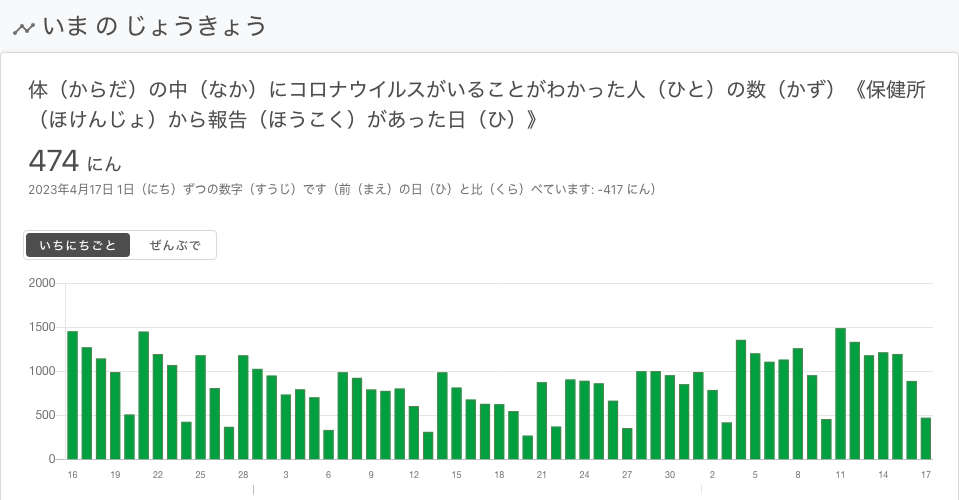 いま の じょうきょう
体（からだ）の中（なか）にコロナウイルスがいることがわかった人（ひと）の数（かず）《保健所
（ほけんじょ）から報告（ほうこく）があった日（ひ）》
474 にん
2023年4月17日 1日（にち）ずつの数字（すうじ）です（前（まえ）の日（ひ）と比（くら）べています: -417 にん）
いちにちごと ぜんぶで
2000
1500
1000
500
0
16 19 22 25 28 3 6 9 12 15 18 21 24 27 30 2 5 8 11 14 17